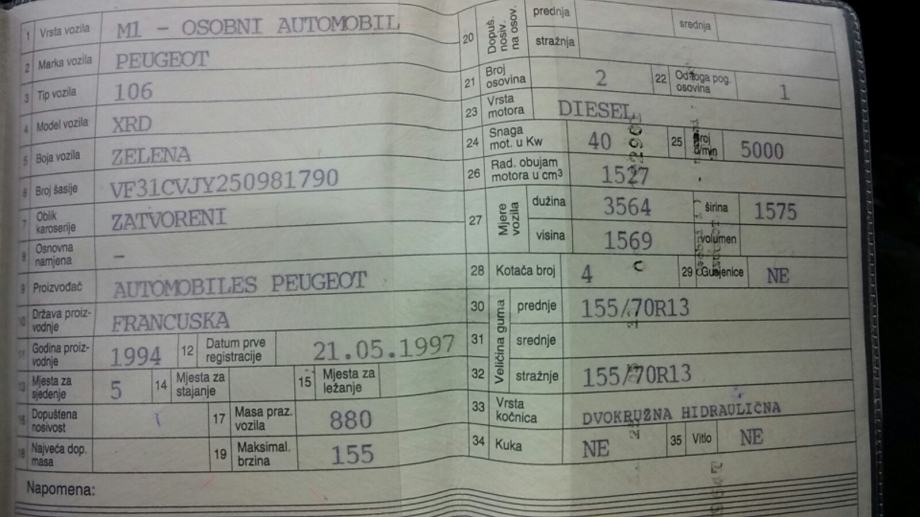 1 Vrsta vozila M1 - OSOBNI AUTOMOBIL
2 Marka vozila PEUGEOT
3 Tip vozila 106
4 Model vozila XRD
5 Boja vozila ZELENA
6 Broj šasije VF31CVJY250981790
7 Oblik karoserije ZATVORENI
8 Osnovna namjena –
9 Proizvođač AUTOMOBILES PEUGEOT
10 Država proiz-
vodnje FRANCUSKA
11 Godina proiz-
vodnje 1994 12 Datum prve registracije 21.05.1997
13 Mjesta za sjedenje 5 14 Mjesta za stajanje 15 Mjesta za ležanje
16 Dopuštena nosivost 17 Masa praz. vozila 880
18 Najveća dop. masa 19 Maksimal. brzina 155
Napomena:
20 Dopuš. nosiv. na osov. prednja srednja
stražnja
21 Broj osovina 2 22 Od toga pog. osovina 1
23 Vrsta motora DIESEL
24 Snaga mot. u Kw 40 25 Broj o/min 5000
26 Rad. obujam motora u cm³ 1527
27 Mjere vozila dužina 3564 širina 1575
visina 1569 volumen
28 Kotača broj 4 29 Gusjenice NE
30 Veličina guma prednje 155/70R13
31 srednje
32 stražnje 155/70R13
33 Vrsta kočnica DVOKRUŽNA HIDRAULIČNA
34 Kuka NE 35 Vitlo NE